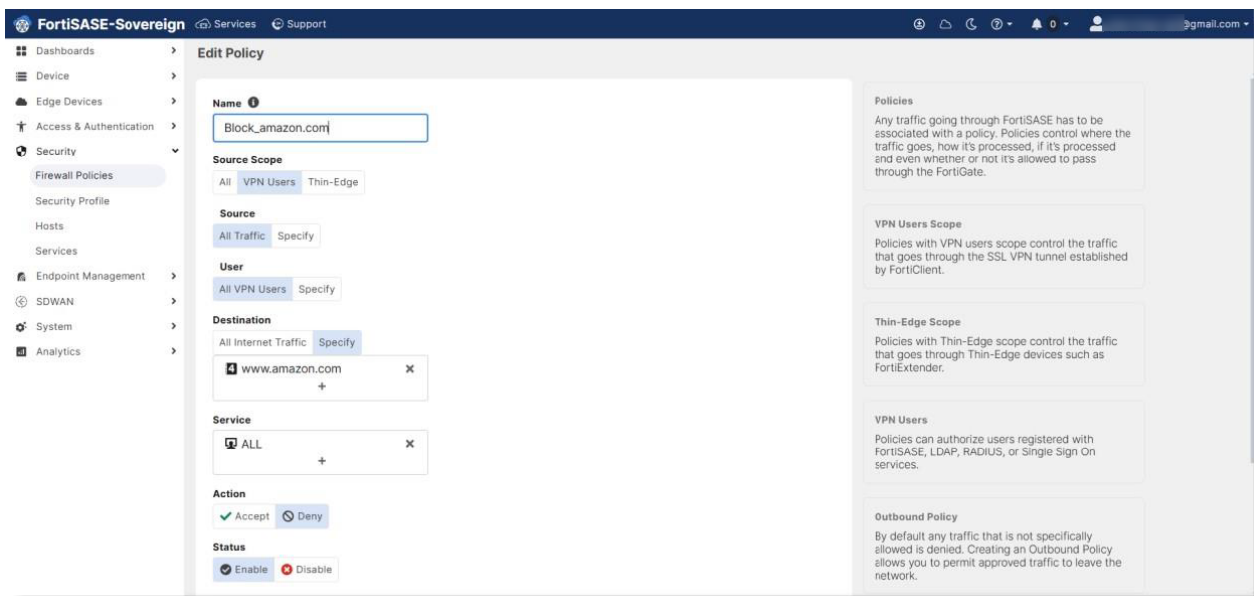 FortiSASE-Sovereign Services Support 0 @gmail.com
Dashboards
Device
Edge Devices
Access & Authentication
Security
Firewall Policies
Security Profile
Hosts
Services
Endpoint Management
SDWAN
System
Analytics
Edit Policy
Name
Block_amazon.com
Source Scope
All VPN Users Thin-Edge
Source
All Traffic Specify
User
All VPN Users Specify
Destination
All Internet Traffic Specify
4 www.amazon.com
+
Service
ALL
+
Action
Accept Deny
Status
Enable Disable
Policies
Any traffic going through FortiSASE has to be
associated with a policy. Policies control where the
traffic goes, how it's processed, if it's processed
and even whether or not it's allowed to pass
through the FortiGate.
VPN Users Scope
Policies with VPN users scope control the traffic
that goes through the SSL VPN tunnel established
by FortiClient.
Thin-Edge Scope
Policies with Thin-Edge scope control the traffic
that goes through Thin-Edge devices such as
FortiExtender.
VPN Users
Policies can authorize users registered with
FortiSASE, LDAP, RADIUS, or Single Sign On
services.
Outbound Policy
By default any traffic that is not specifically
allowed is denied. Creating an Outbound Policy
allows you to permit approved traffic to leave the
network.